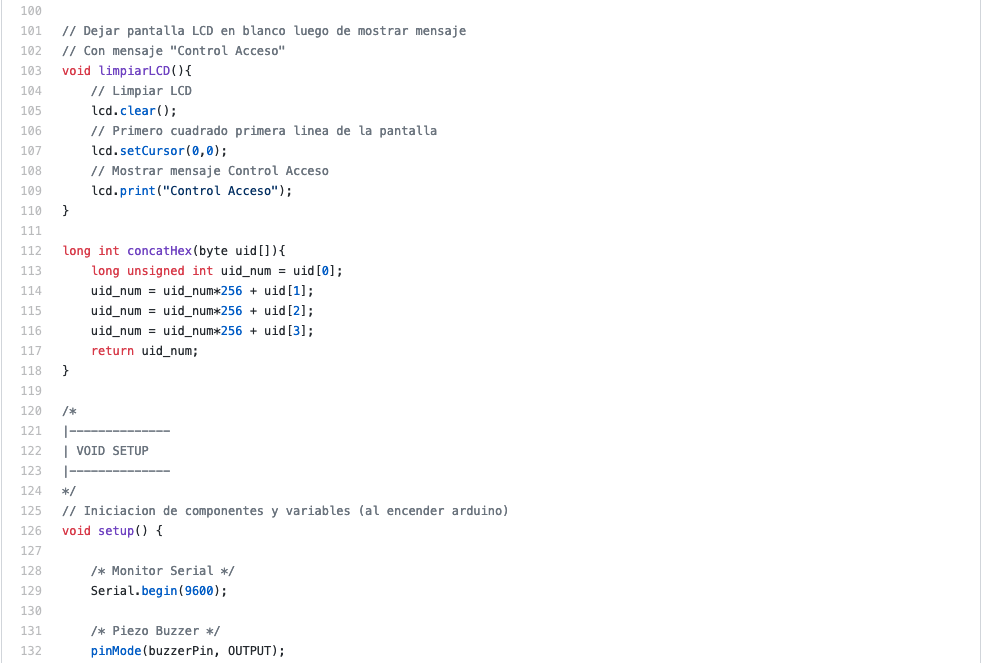 100
101 // Dejar pantalla LCD en blanco luego de mostrar mensaje
102 // Con mensaje "Control Acceso"
103 void limpiarLCD(){
104     // Limpiar LCD
105     lcd.clear();
106     // Primero cuadrado primera linea de la pantalla
107     lcd.setCursor(0,0);
108     // Mostrar mensaje Control Acceso
109     lcd.print("Control Acceso");
110 }
111
112 long int concatHex(byte uid[]){
113     long unsigned int uid_num = uid[0];
114     uid_num = uid_num*256 + uid[1];
115     uid_num = uid_num*256 + uid[2];
116     uid_num = uid_num*256 + uid[3];
117     return uid_num;
118 }
119
120 /*
121 |--------------
122 | VOID SETUP
123 |--------------
124 */
125 // Iniciacion de componentes y variables (al encender arduino)
126 void setup() {
127
128     /* Monitor Serial */
129     Serial.begin(9600);
130
131     /* Piezo Buzzer */
132     pinMode(buzzerPin, OUTPUT);